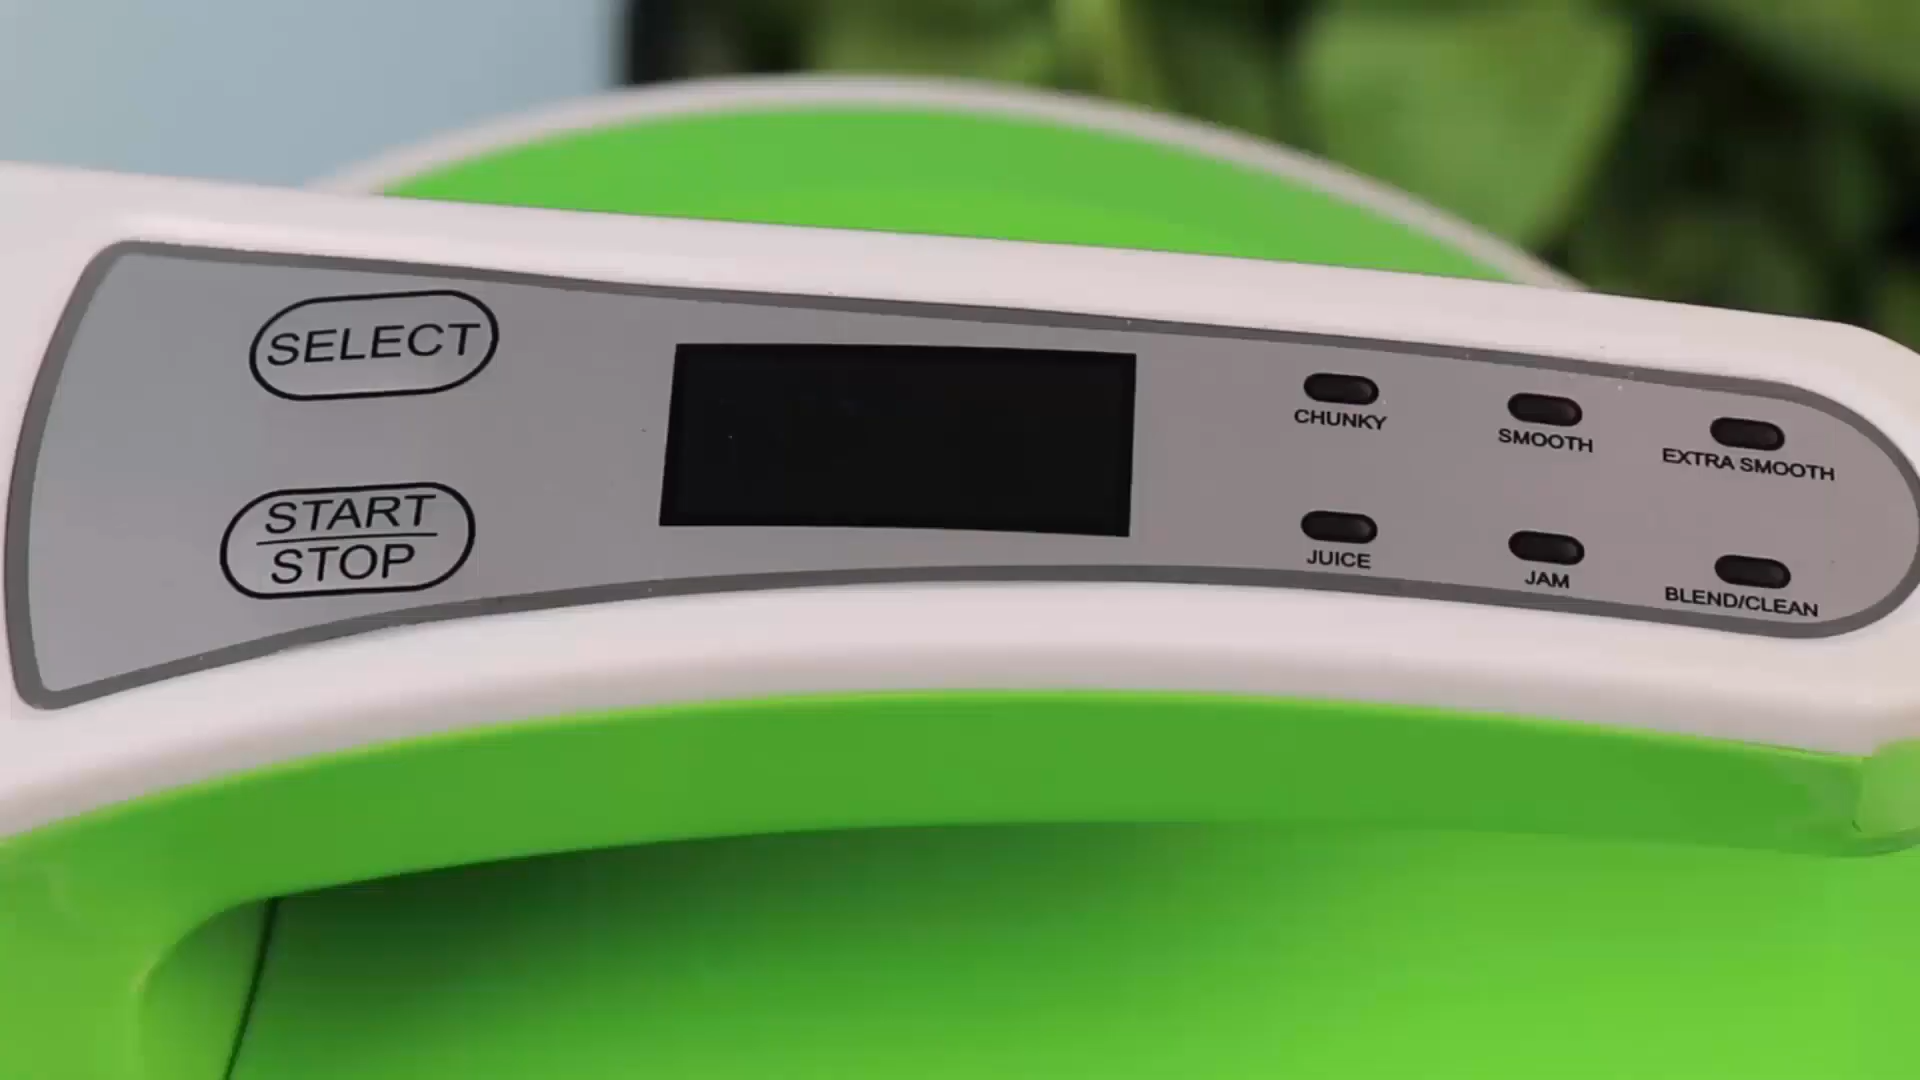 SELECT
START
STOP
CHUNKY
SMOOTH
EXTRA SMOOTH
JUICE
JAM
BLEND/CLEAN